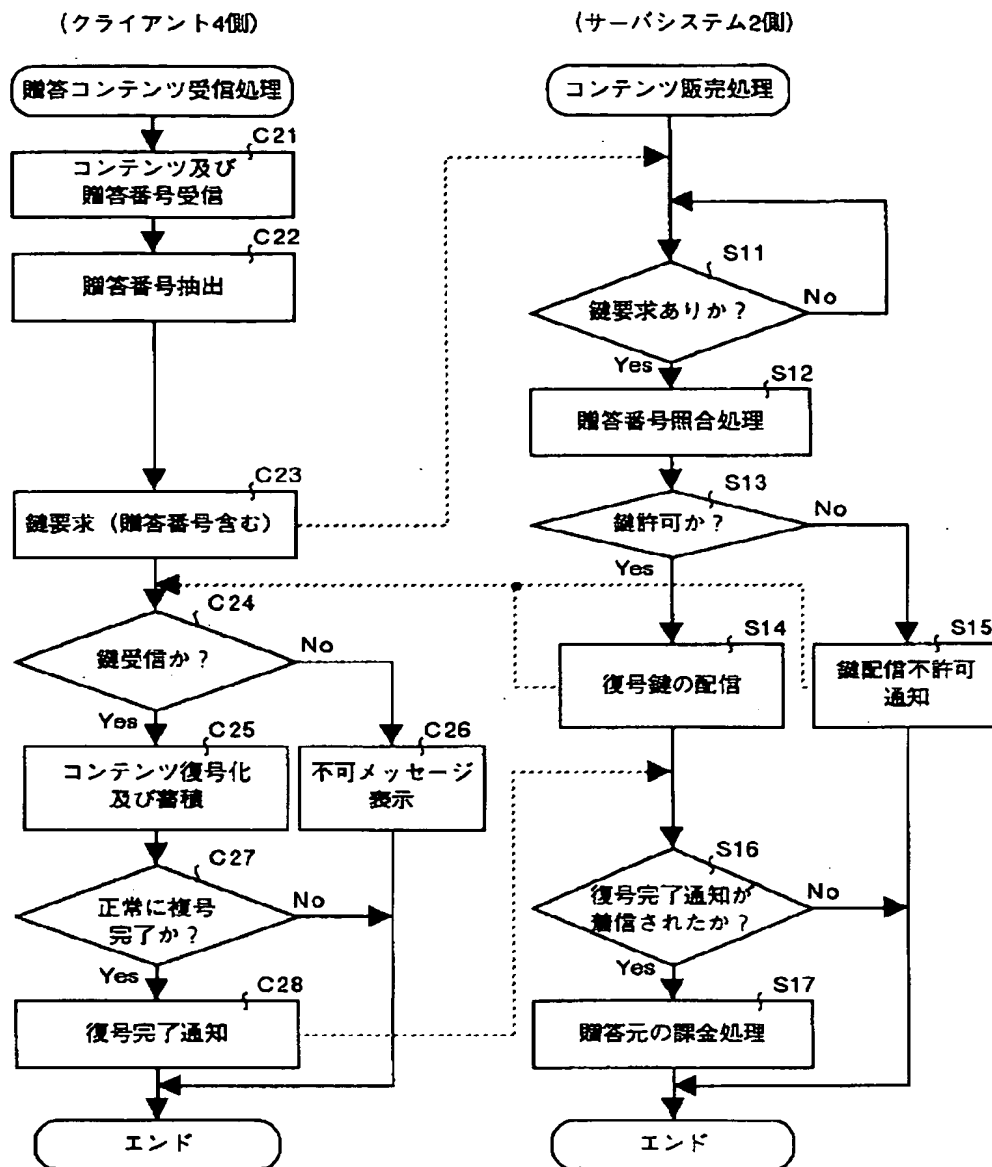 (クライアント4側)
贈答コンテンツ受信処理
C21
コンテンツ及び
贈答番号受信
C22
贈答番号抽出
C23
鍵要求（贈答番号含む）
C24
鍵受信か？
No
Yes
C25
コンテンツ復号化
及び蓄積
C26
不可メッセージ
表示
C27
正常に複号
完了か？
No
Yes
C28
復号完了通知
エンド
(サーバシステム2側)
コンテンツ販売処理
S11
鍵要求ありか？
No
Yes
S12
贈答番号照合処理
S13
鍵許可か？
No
Yes
S14
復号鍵の配信
S15
鍵配信不許可
通知
S16
復号完了通知が
着信されたか？
No
Yes
S17
贈答元の課金処理
エンド